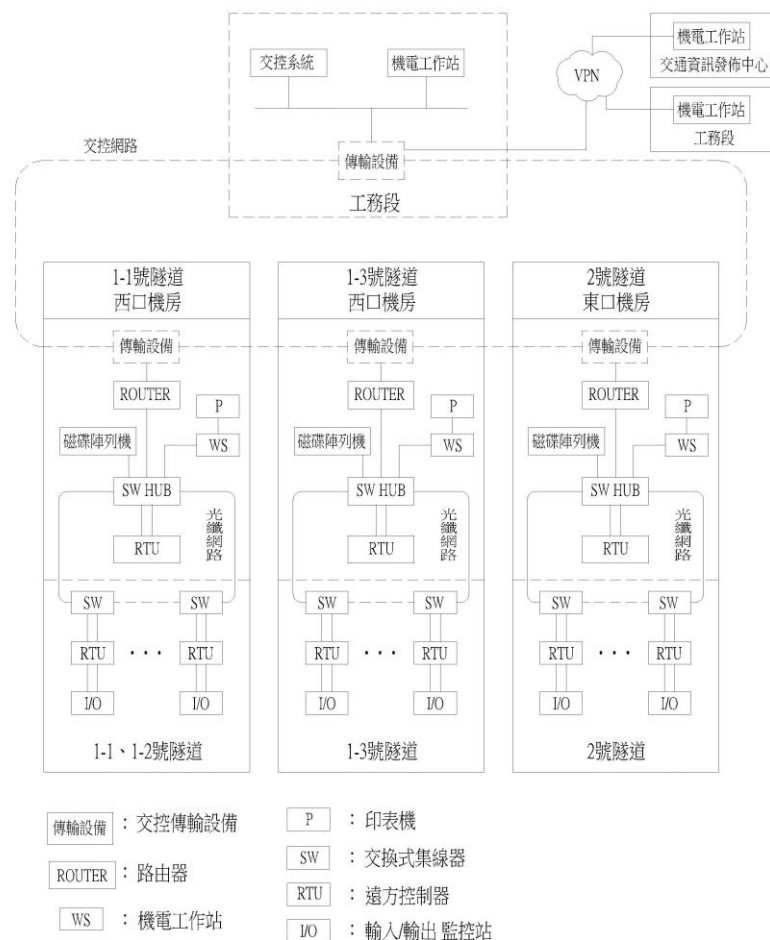 交控系統
機電工作站
VPN
機電工作站
交通資訊發佈中心
機電工作站
工務段
交控網路
傳輸設備
工務段
1-1號隧道
西口機房
傳輸設備
ROUTER
P
磁碟陣列機
WS
SW HUB
光纖網路
RTU
SW
SW
RTU
・・・
RTU
I/O
I/O
1-1、1-2號隧道
1-3號隧道
西口機房
傳輸設備
ROUTER
P
磁碟陣列機
WS
SW HUB
光纖網路
RTU
SW
SW
RTU
・・・
RTU
I/O
I/O
1-3號隧道
2號隧道
東口機房
傳輸設備
ROUTER
P
磁碟陣列機
WS
SW HUB
光纖網路
RTU
SW
SW
RTU
・・・
RTU
I/O
I/O
2號隧道
傳輸設備 : 交控傳輸設備
ROUTER : 路由器
WS : 機電工作站
P : 印表機
SW : 交換式集線器
RTU : 遠方控制器
I/O : 輸入/輸出 監控站